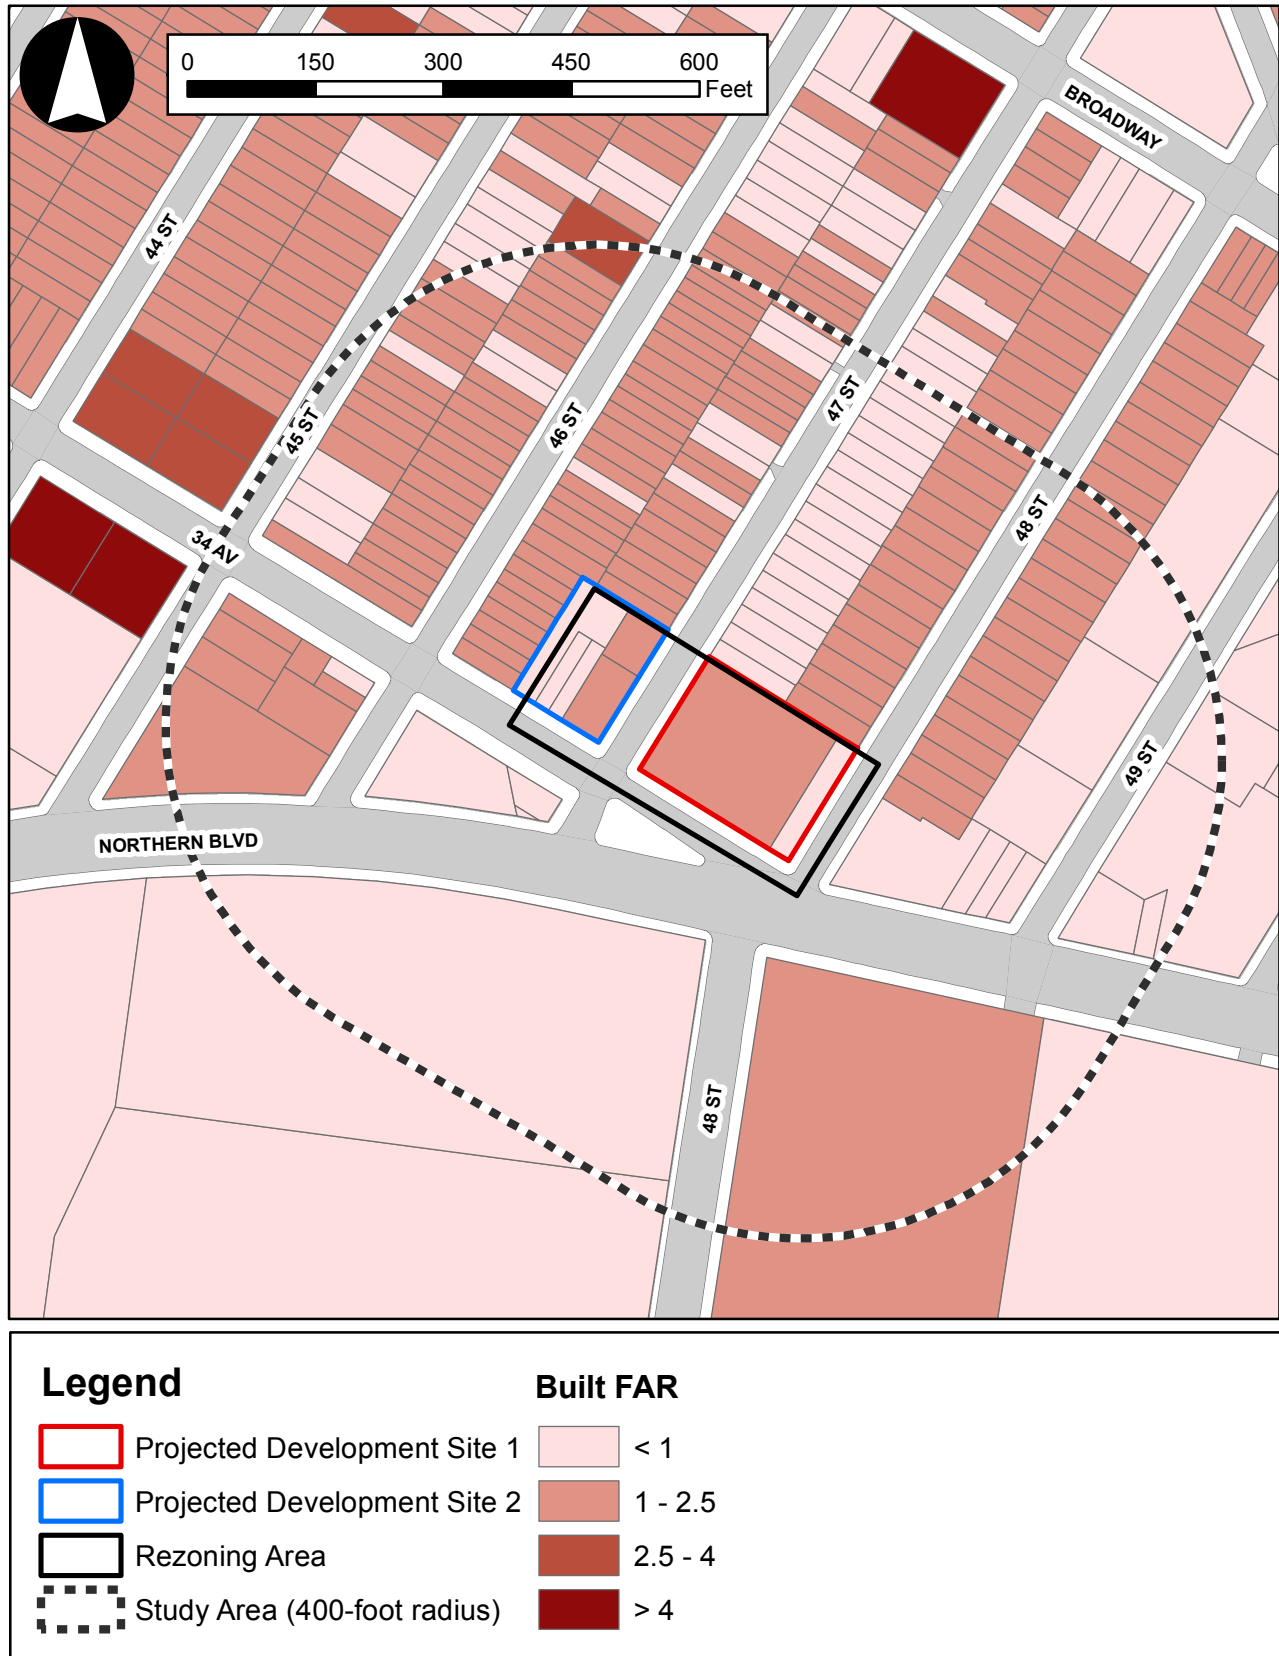 0 150 300 450 600
Feet
BROADWAY
44 ST
45 ST
46 ST
47 ST
48 ST
34 AV
49 ST
NORTHERN BLVD
48 ST
Legend
Projected Development Site 1
Projected Development Site 2
Rezoning Area
Study Area (400-foot radius)
Built FAR
< 1
1 - 2.5
2.5 - 4
> 4